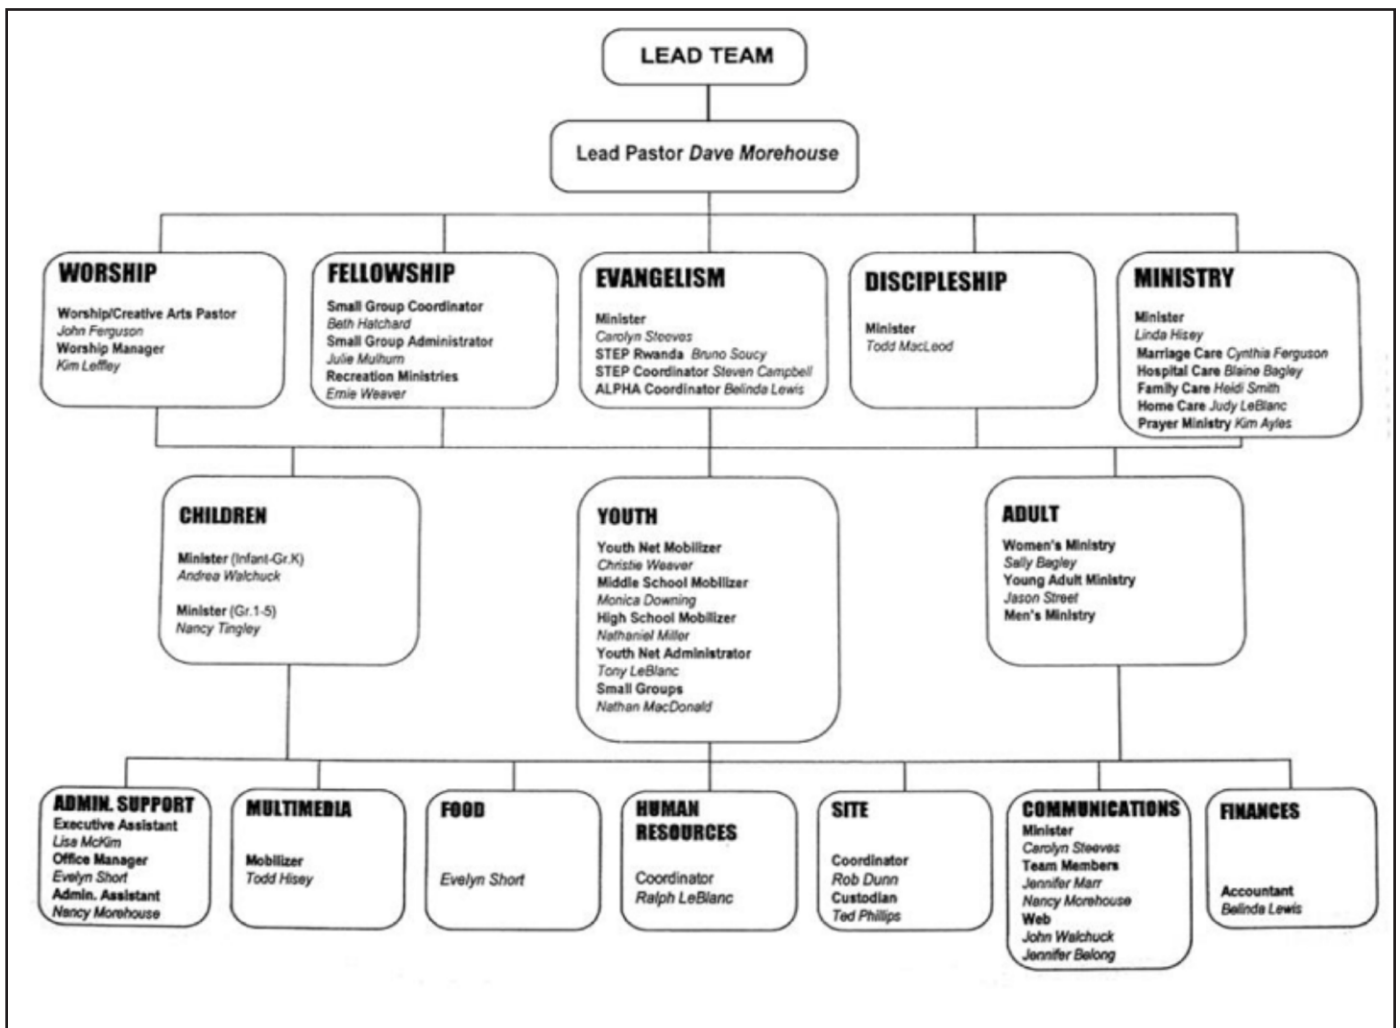 LEAD TEAM
Lead Pastor Dave Morehouse
WORSHIP
Worship/Creative Arts Pastor
John Ferguson
Worship Manager
Kim Leffley
FELLOWSHIP
Small Group Coordinator
Beth Hatchard
Small Group Administrator
Julie Mulhurn
Recreation Ministries
Ernie Weaver
EVANGELISM
Minister
Carolyn Steeves
STEP Rwanda Bruno Soucy
STEP Coordinator Steven Campbell
ALPHA Coordinator Belinda Lewis
DISCIPLESHIP
Minister
Todd MacLeod
MINISTRY
Minister
Linda Hisey
Marriage Care Cynthia Ferguson
Hospital Care Blaine Bagley
Family Care Heidi Smith
Home Care Judy LeBlanc
Prayer Ministry Kim Ayles
CHILDREN
Minister (Infant-Gr.K)
Andrea Walchuck
Minister (Gr.1-5)
Nancy Tingley
YOUTH
Youth Net Mobilizer
Christie Weaver
Middle School Mobilizer
Monica Downing
High School Mobilizer
Nathaniel Miller
Youth Net Administrator
Tony LeBlanc
Small Groups
Nathan MacDonald
ADULT
Women's Ministry
Sally Bagley
Young Adult Ministry
Jason Street
Men's Ministry
ADMIN. SUPPORT
Executive Assistant
Lisa McKim
Office Manager
Evelyn Short
Admin. Assistant
Nancy Morehouse
MULTIMEDIA
Mobilizer
Todd Hisey
FOOD
Evelyn Short
HUMAN
RESOURCES
Coordinator
Ralph LeBlanc
SITE
Coordinator
Rob Dunn
Custodian
Ted Phillips
COMMUNICATIONS
Minister
Carolyn Steeves
Team Members
Jennifer Marr
Nancy Morehouse
Web
John Walchuck
Jennifer Belong
FINANCES
Accountant
Belinda Lewis